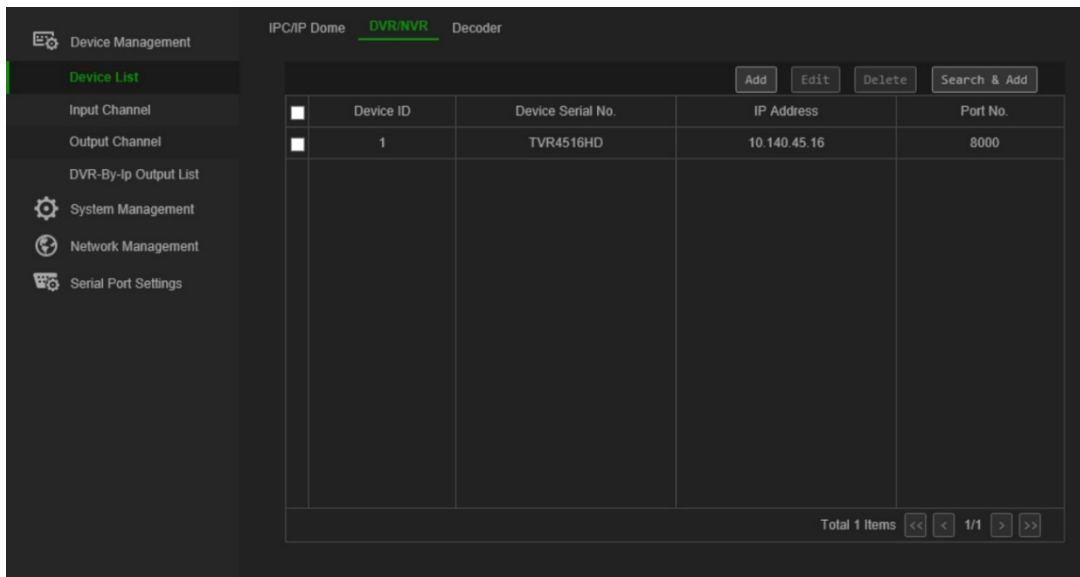 Device Management
Device List
Input Channel
Output Channel
DVR-By-Ip Output List
System Management
Network Management
Serial Port Settings
IPC/IP Dome DVR/NVR Decoder
Add Edit Delete Search & Add
Device ID Device Serial No. IP Address Port No.
1 TVR4516HD 10.140.45.16 8000
Total 1 Items << < 1/1 > >>